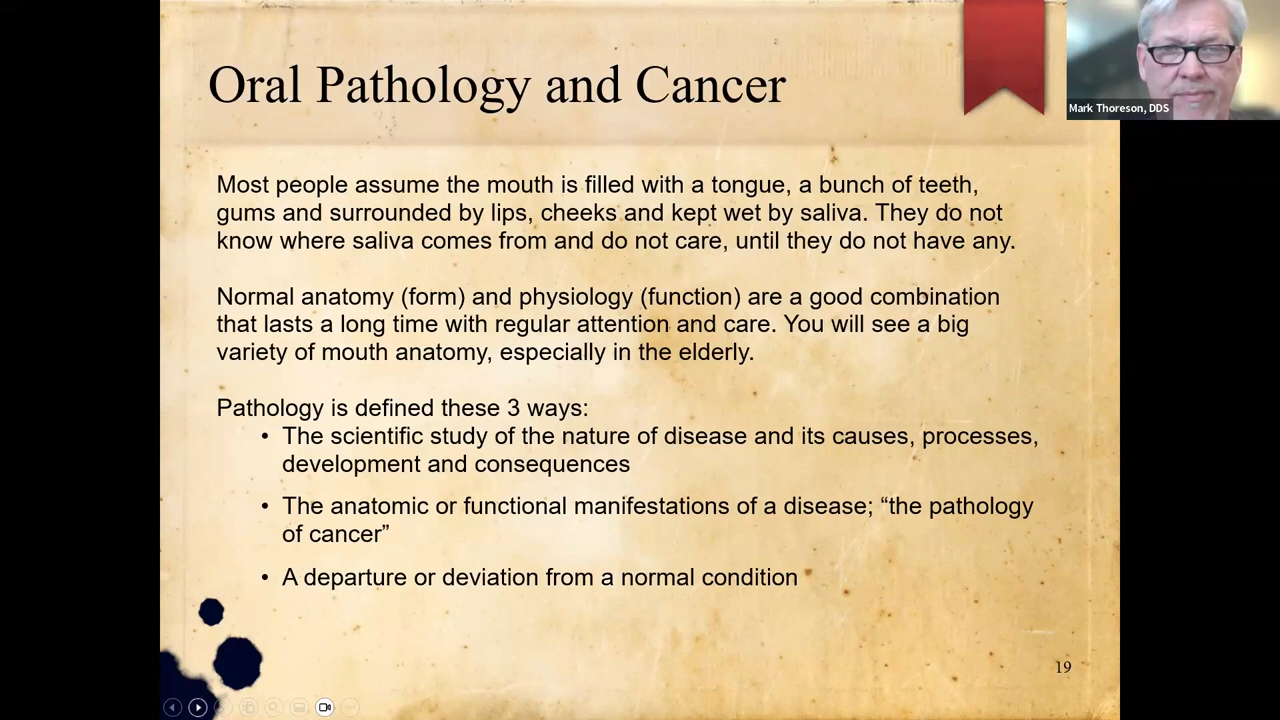 Oral Pathology and Cancer
Mark Thoreson, DDS
Most people assume the mouth is filled with a tongue, a bunch of teeth,
gums and surrounded by lips, cheeks and kept wet by saliva. They do not
know where saliva comes from and do not care, until they do not have any.
Normal anatomy (form) and physiology (function) are a good combination
that lasts a long time with regular attention and care. You will see a big
variety of mouth anatomy, especially in the elderly.
Pathology is defined these 3 ways:
• The scientific study of the nature of disease and its causes, processes,
development and consequences
• The anatomic or functional manifestations of a disease; “the pathology
of cancer”
• A departure or deviation from a normal condition
19